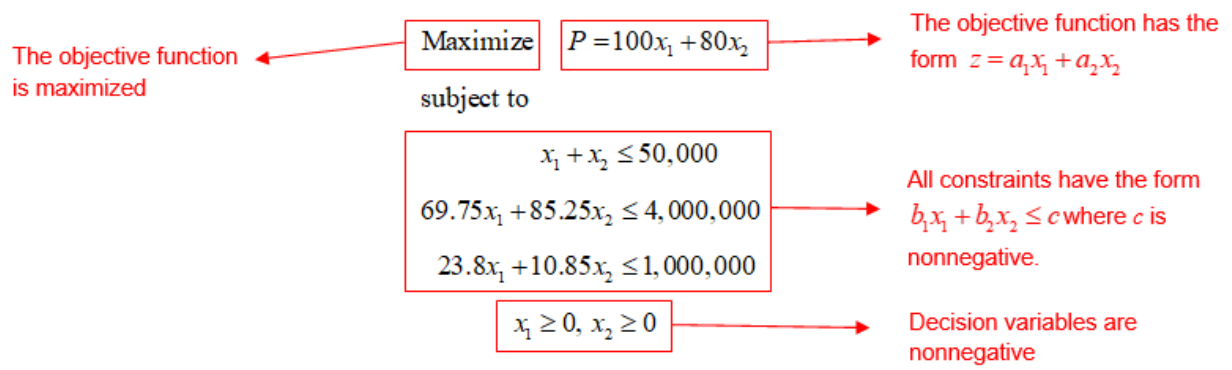 The objective function
is maximized
Maximize P = 100x₁ + 80x₂
The objective function has the
form z = a₁x₁ + a₂x₂
subject to
x₁ + x₂ ≤ 50,000
69.75x₁ + 85.25x₂ ≤ 4,000,000
23.8x₁ + 10.85x₂ ≤ 1,000,000
All constraints have the form
b₁x₁ + b₂x₂ ≤ c where c is
nonnegative.
x₁ ≥ 0, x₂ ≥ 0
Decision variables are
nonnegative